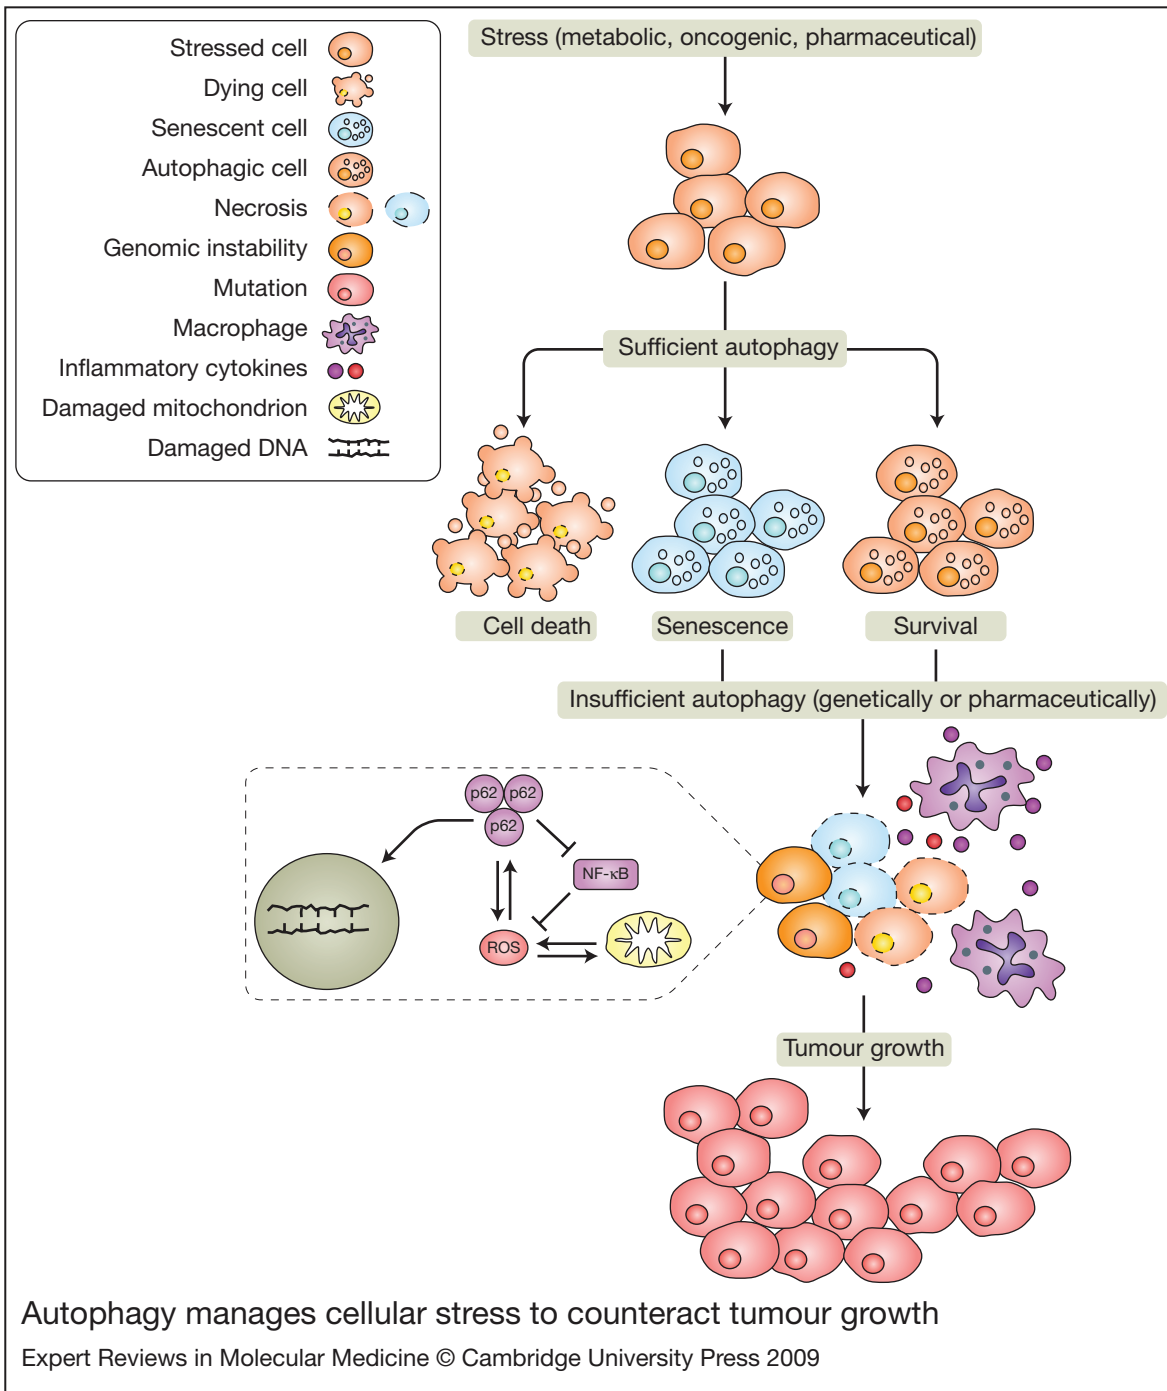 Stressed cell
Dying cell
Senescent cell
Autophagic cell
Necrosis
Genomic instability
Mutation
Macrophage
Inflammatory cytokines
Damaged mitochondrion
Damaged DNA
Stress (metabolic, oncogenic, pharmaceutical)
Sufficient autophagy
Cell death
Senescence
Survival
Insufficient autophagy (genetically or pharmaceutically)
p62 p62
p62
NF-κB
ROS
Tumour growth
Autophagy manages cellular stress to counteract tumour growth
Expert Reviews in Molecular Medicine © Cambridge University Press 2009